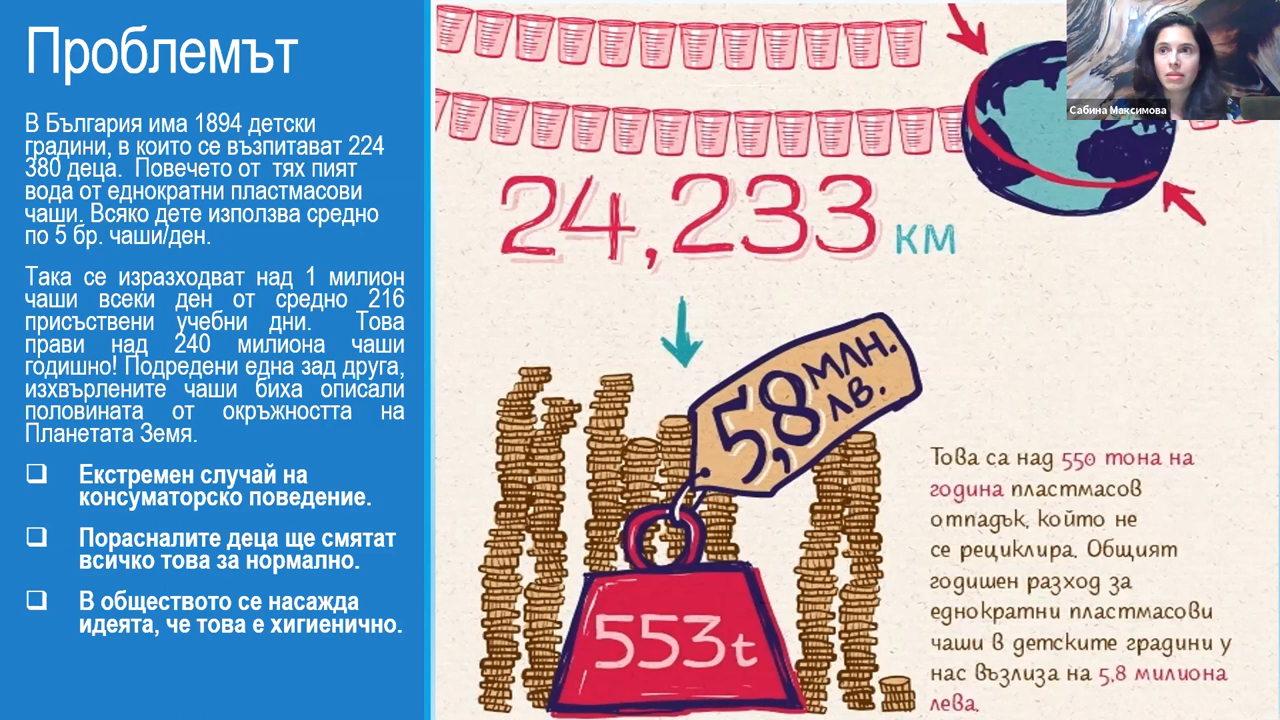 Проблемът
В България има 1894 детски
градини, в които се възпитават 224
380 деца. Повечето от тях пият
вода от еднократни пластмасови
чаши. Всяко дете използва средно
по 5 бр. чаши/ден.
Така се изразходват над 1 милион
чаши всеки ден от средно 216
присъствени учебни дни. Това
прави над 240 милиона чаши
годишно! Подредени една зад друга,
изхвърлените чаши биха описали
половината от окръжността на
Планетата Земя.
Екстремен случай на
консуматорско поведение.
Порасналите деца ще смятат
всичко това за нормално.
В обществото се насажда
идеята, че това е хигиенично.
Сабина Максимова
24,233 км
5,8 млн.
лв.
553t
Това са над 550 тона на
година пластмасов
отпадък, който не
се рециклира. Общият
годишен разход за
еднократни пластмасови
чаши в детските градини у
нас възлиза на 5,8 милиона
лева.